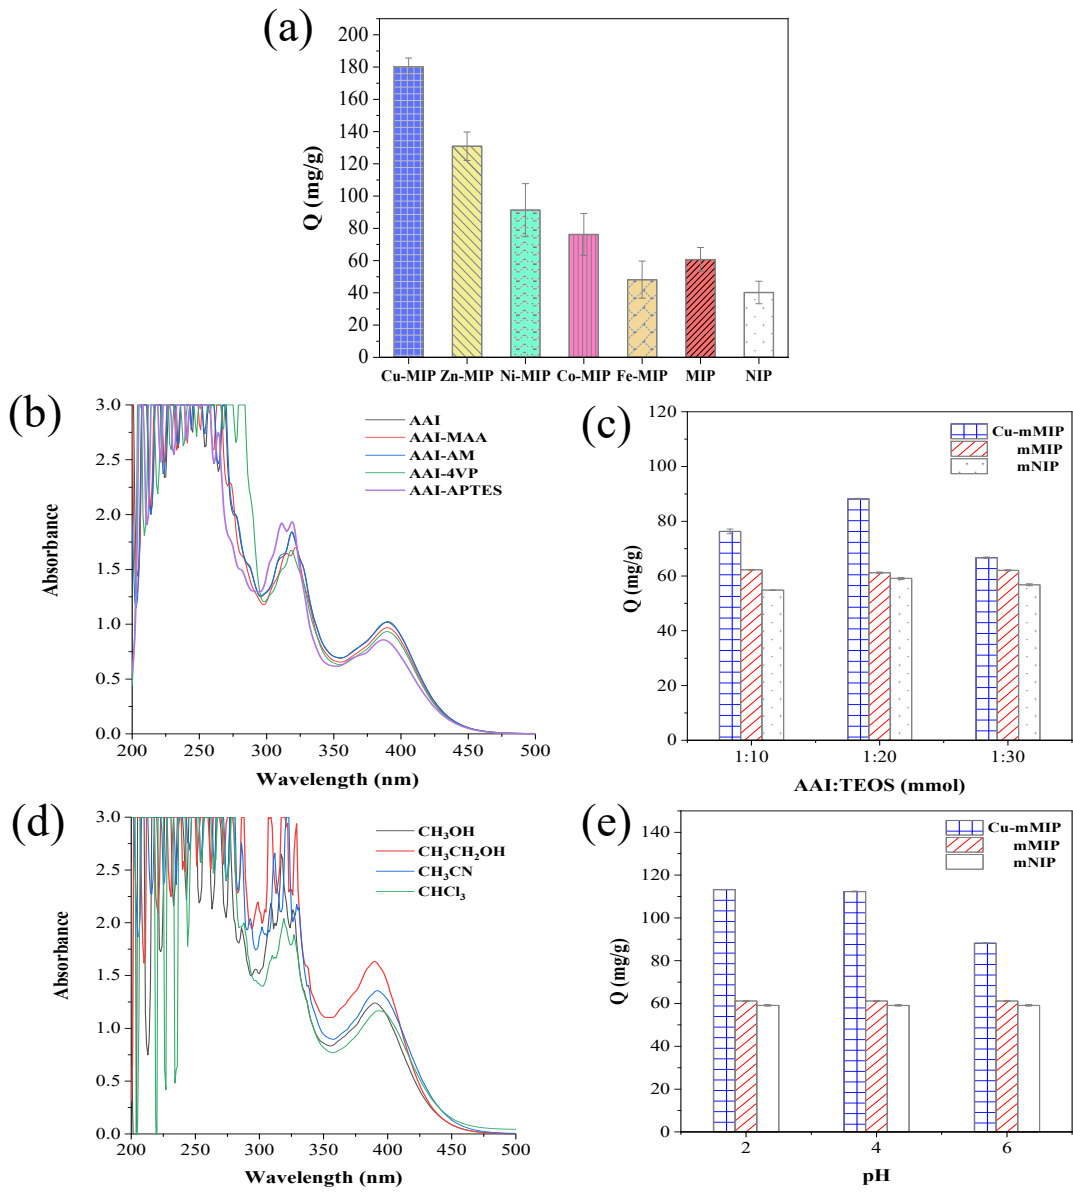 (a)
200
180
160
140
120
100
80
60
40
20
0
Q (mg/g)
Cu-MIP Zn-MIP Ni-MIP Co-MIP Fe-MIP MIP NIP
(b)
3.0
2.5
2.0
1.5
1.0
0.5
0.0
Absorbance
AAI
AAI-MAA
AAI-AM
AAI-4VP
AAI-APTES
200 250 300 350 400 450 500
Wavelength (nm)
(c)
120
100
80
60
40
20
0
Q (mg/g)
Cu-mMIP
mMIP
mNIP
1:10 1:20 1:30
AAI:TEOS (mmol)
(d)
3.0
2.5
2.0
1.5
1.0
0.5
0.0
Absorbance
CH₃OH
CH₃CH₂OH
CH₃CN
CHCl₃
200 250 300 350 400 450 500
Wavelength (nm)
(e)
140
120
100
80
60
40
20
0
Q (mg/g)
Cu-mMIP
mMIP
mNIP
2 4 6
pH